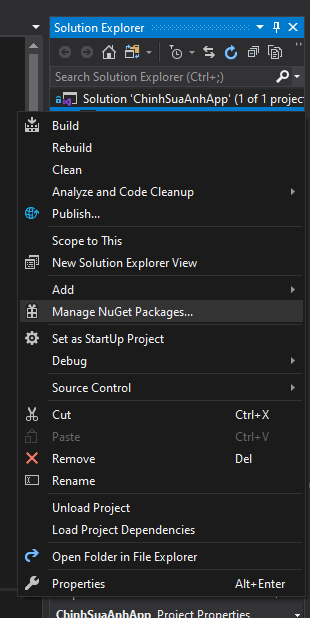 Solution Explorer
Search Solution Explorer (Ctrl+;)
Solution 'ChinhSuaAnhApp' (1 of 1 project
Build
Rebuild
Clean
Analyze and Code Cleanup
Publish...
Scope to This
New Solution Explorer View
Add
Manage NuGet Packages...
Set as StartUp Project
Debug
Source Control
Cut Ctrl+X
Paste Ctrl+V
Remove Del
Rename
Unload Project
Load Project Dependencies
Open Folder in File Explorer
Properties Alt+Enter
ChinhSuaAnhApp Project Properties